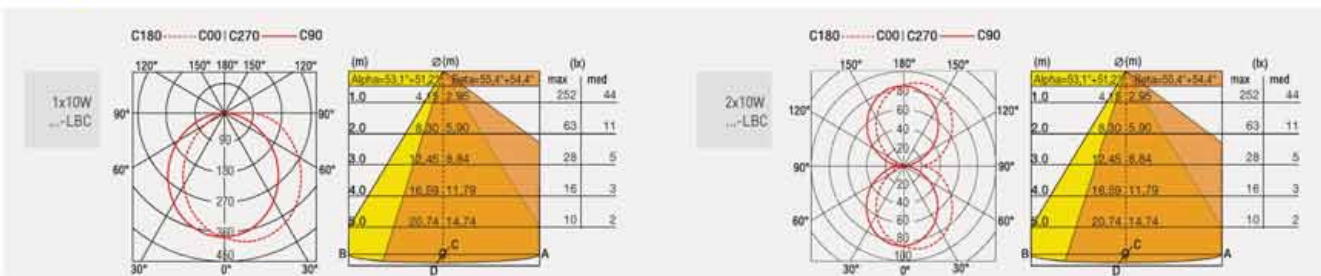 C180 ------- C00 | C270 ——— C90
120° 150° 180° 150° 120°
90° 90°
90
180
60° 60°
270
360
450
30° 0° 30°
1x10W
...-LBC
(m) Ø(m) (lx)
Alpha=53,1°+51,2° Beta=55,4°+54,4° max med
1.0 4,15 2,95 252 44
2.0 8,30 5,90 63 11
3.0 12,45 8,84 28 5
4.0 16,59 11,79 16 3
5.0 20,74 14,74 10 2
B C A
D
C180 ------- C00 | C270 ——— C90
150° 180° 150°
80
120° 60 120°
40
20
90° 90°
20
40
60° 60 60°
80
100 100
30° 0° 30°
2x10W
...-LBC
(m) Ø(m) (lx)
Alpha=53,1°+51,2° Beta=55,4°+54,4° max med
1.0 4,15 2,95 252 44
2.0 8,30 5,90 63 11
3.0 12,45 8,84 28 5
4.0 16,59 11,79 16 3
5.0 20,74 14,74 10 2
B C A
D